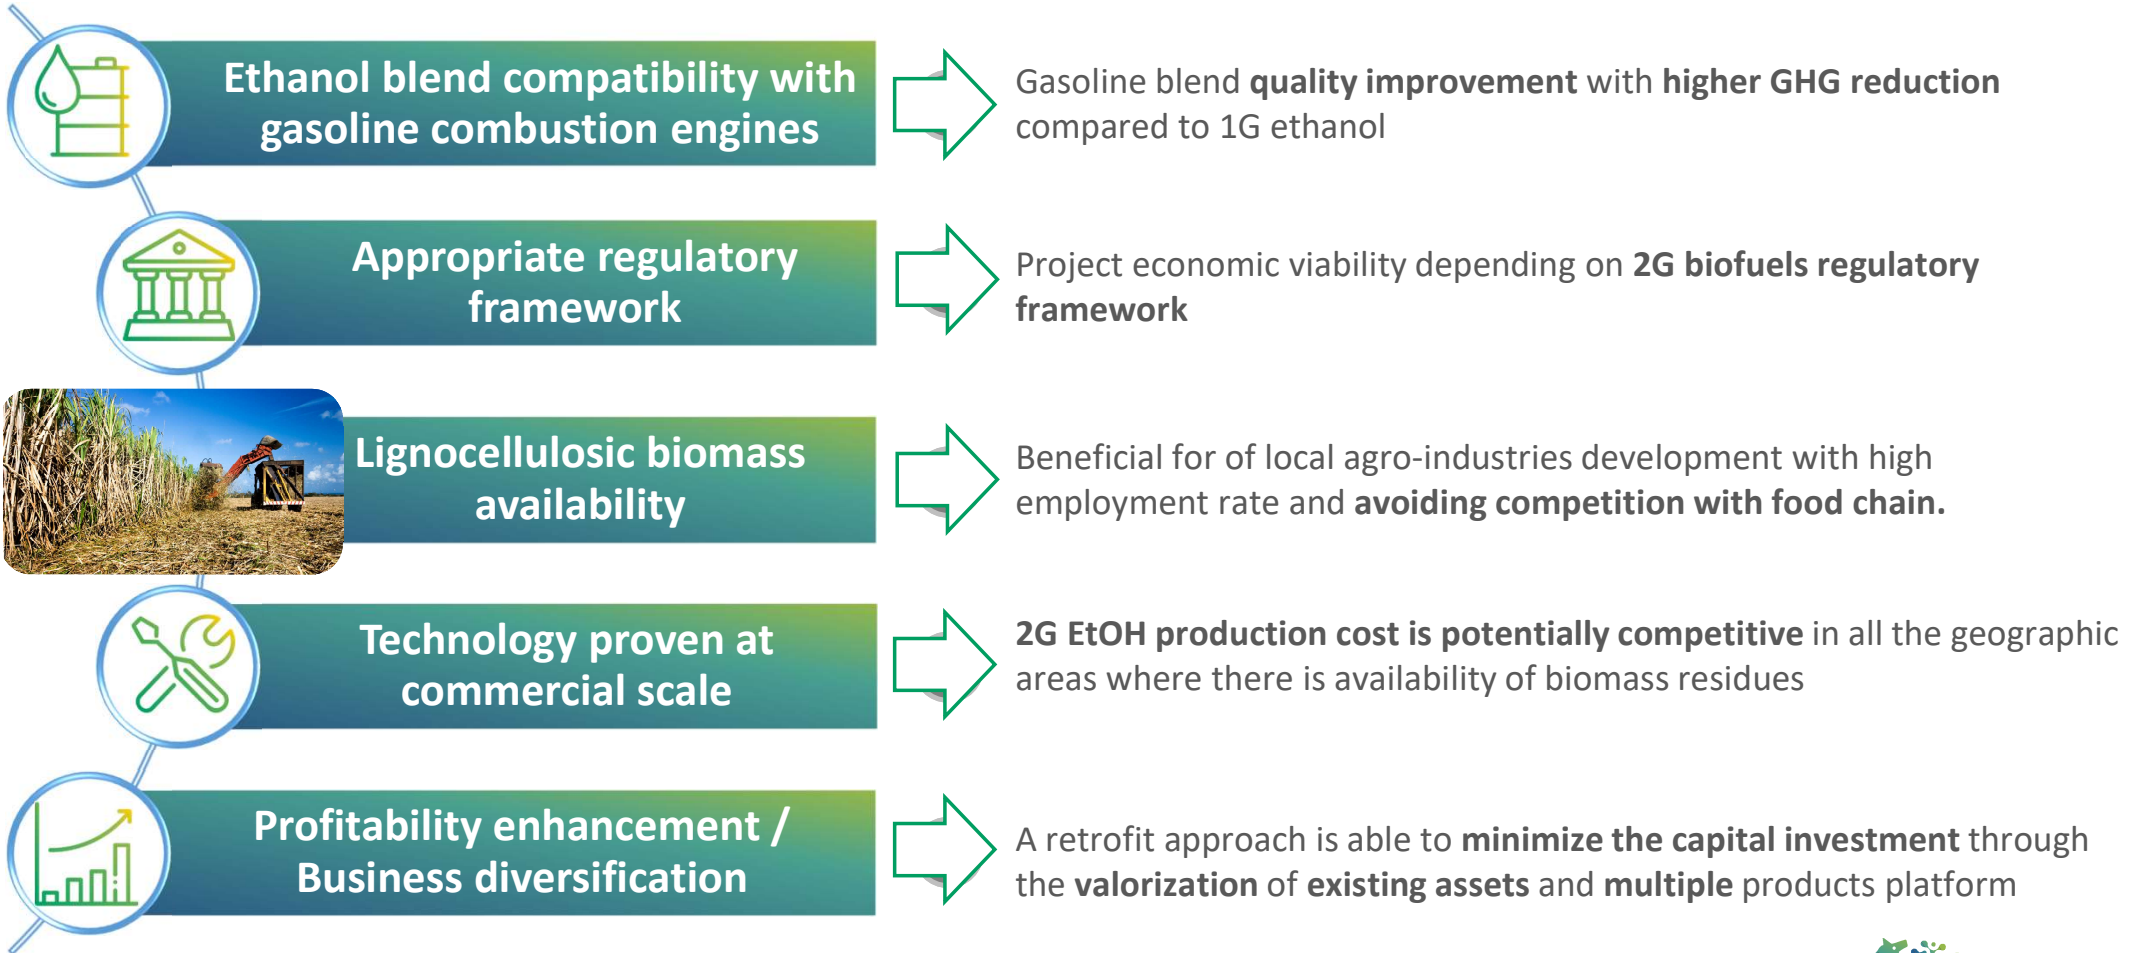 Ethanol blend compatibility with
gasoline combustion engines
Gasoline blend quality improvement with higher GHG reduction
compared to 1G ethanol
Appropriate regulatory
framework
Project economic viability depending on 2G biofuels regulatory
framework
Lignocellulosic biomass
availability
Beneficial for of local agro-industries development with high
employment rate and avoiding competition with food chain.
Technology proven at
commercial scale
2G EtOH production cost is potentially competitive in all the geographic
areas where there is availability of biomass residues
Profitability enhancement /
Business diversification
A retrofit approach is able to minimize the capital investment through
the valorization of existing assets and multiple products platform